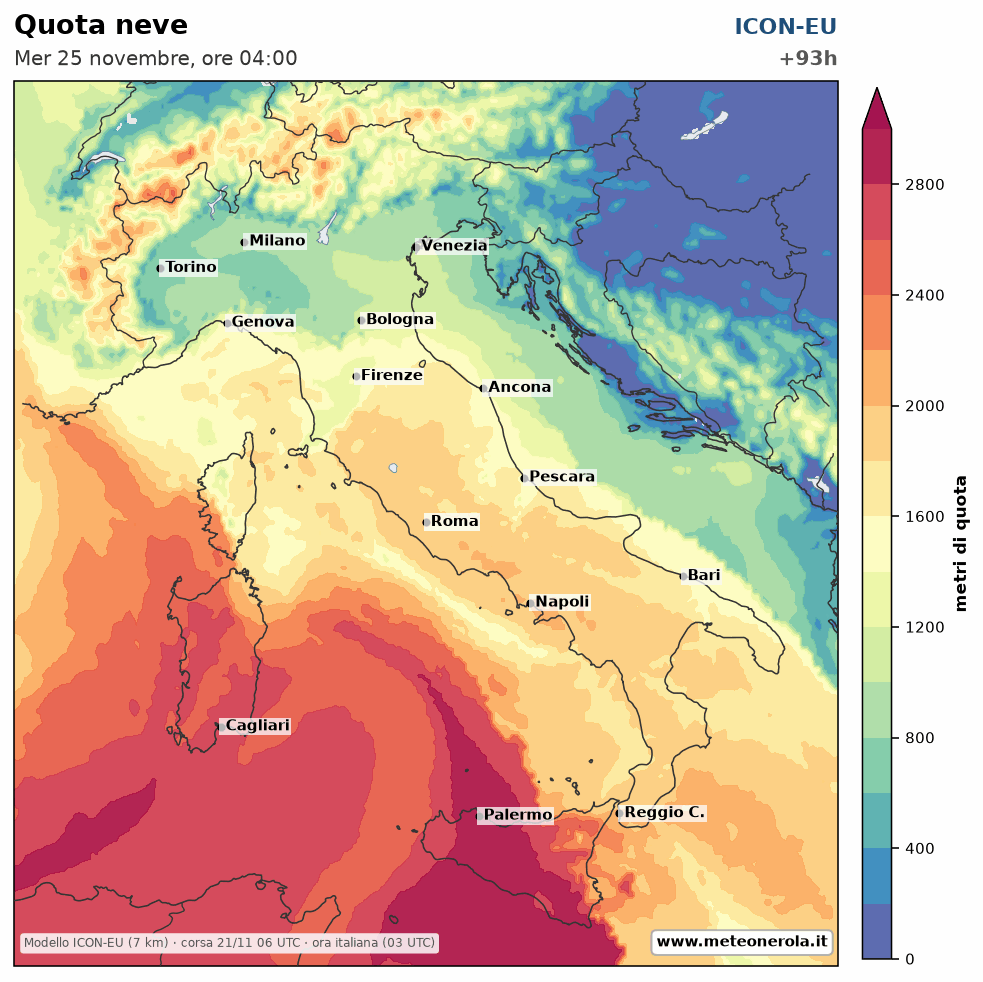 Quota neve
ICON-EU
Mer 25 novembre, ore 04:00
+93h
Milano
Venezia
Torino
Genova
Bologna
Firenze
Ancona
Pescara
Roma
Bari
Napoli
Cagliari
Palermo
Reggio C.
2800
2400
2000
1600
1200
800
400
0
metri di quota
Modello ICON-EU (7 km) · corsa 21/11 06 UTC · ora italiana (03 UTC)
www.meteonerola.it